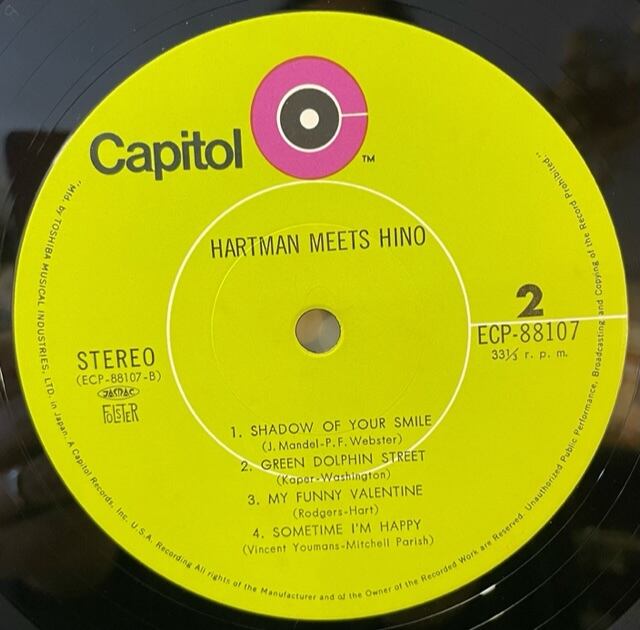 Capitol
TM
HARTMAN MEETS HINO
2
ECP-88107
33⅓ r. p. m.
STEREO
(ECP-88107-B)
JASRAC
FOLSTER
1. SHADOW OF YOUR SMILE
(J. Mandel-P. F. Webster)
2. GREEN DOLPHIN STREET
(Kaper-Washington)
3. MY FUNNY VALENTINE
(Rodgers-Hart)
4. SOMETIME I'M HAPPY
(Vincent Youmans-Mitchell Parish)
"Mfd. by TOSHIBA MUSICAL INDUSTRIES, LTD. in Japan. A Capitol Records, Inc. U.S.A. Recording All rights of the Manufacturer and of the Owner of the Recorded Work are Reserved. Unauthorized Public Performance, Broadcasting and Copying of the Record Prohibited."